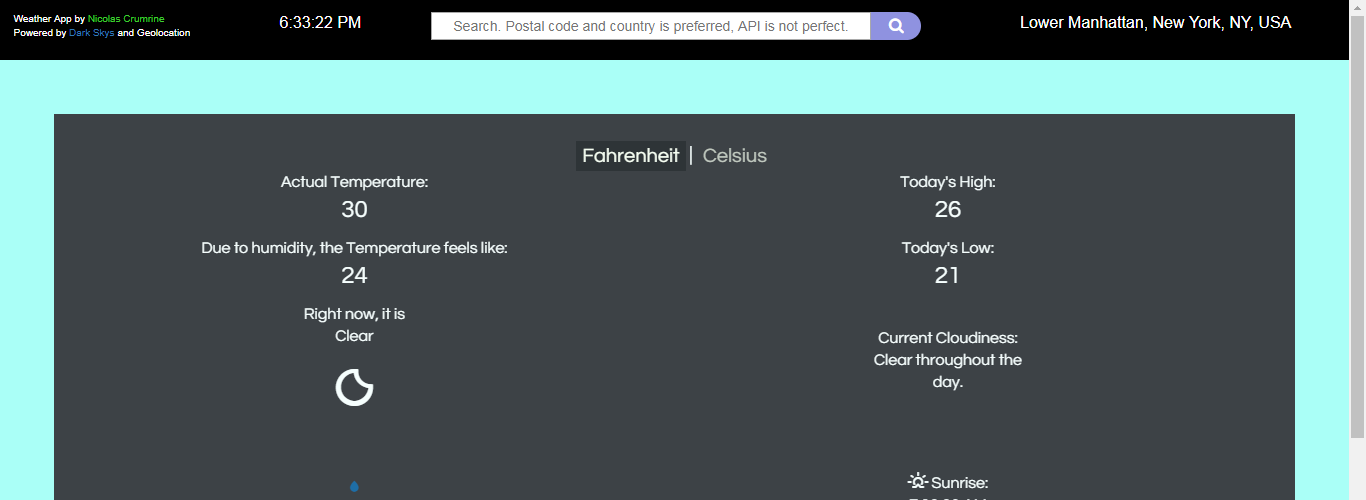 Weather App by Nicolas Crumrine
Powered by Dark Skys and Geolocation
6:33:22 PM
Search. Postal code and country is preferred, API is not perfect.
Lower Manhattan, New York, NY, USA
Fahrenheit | Celsius
Actual Temperature:
30
Due to humidity, the Temperature feels like:
24
Right now, it is
Clear
Today's High:
26
Today's Low:
21
Current Cloudiness:
Clear throughout the
day.
Sunrise: